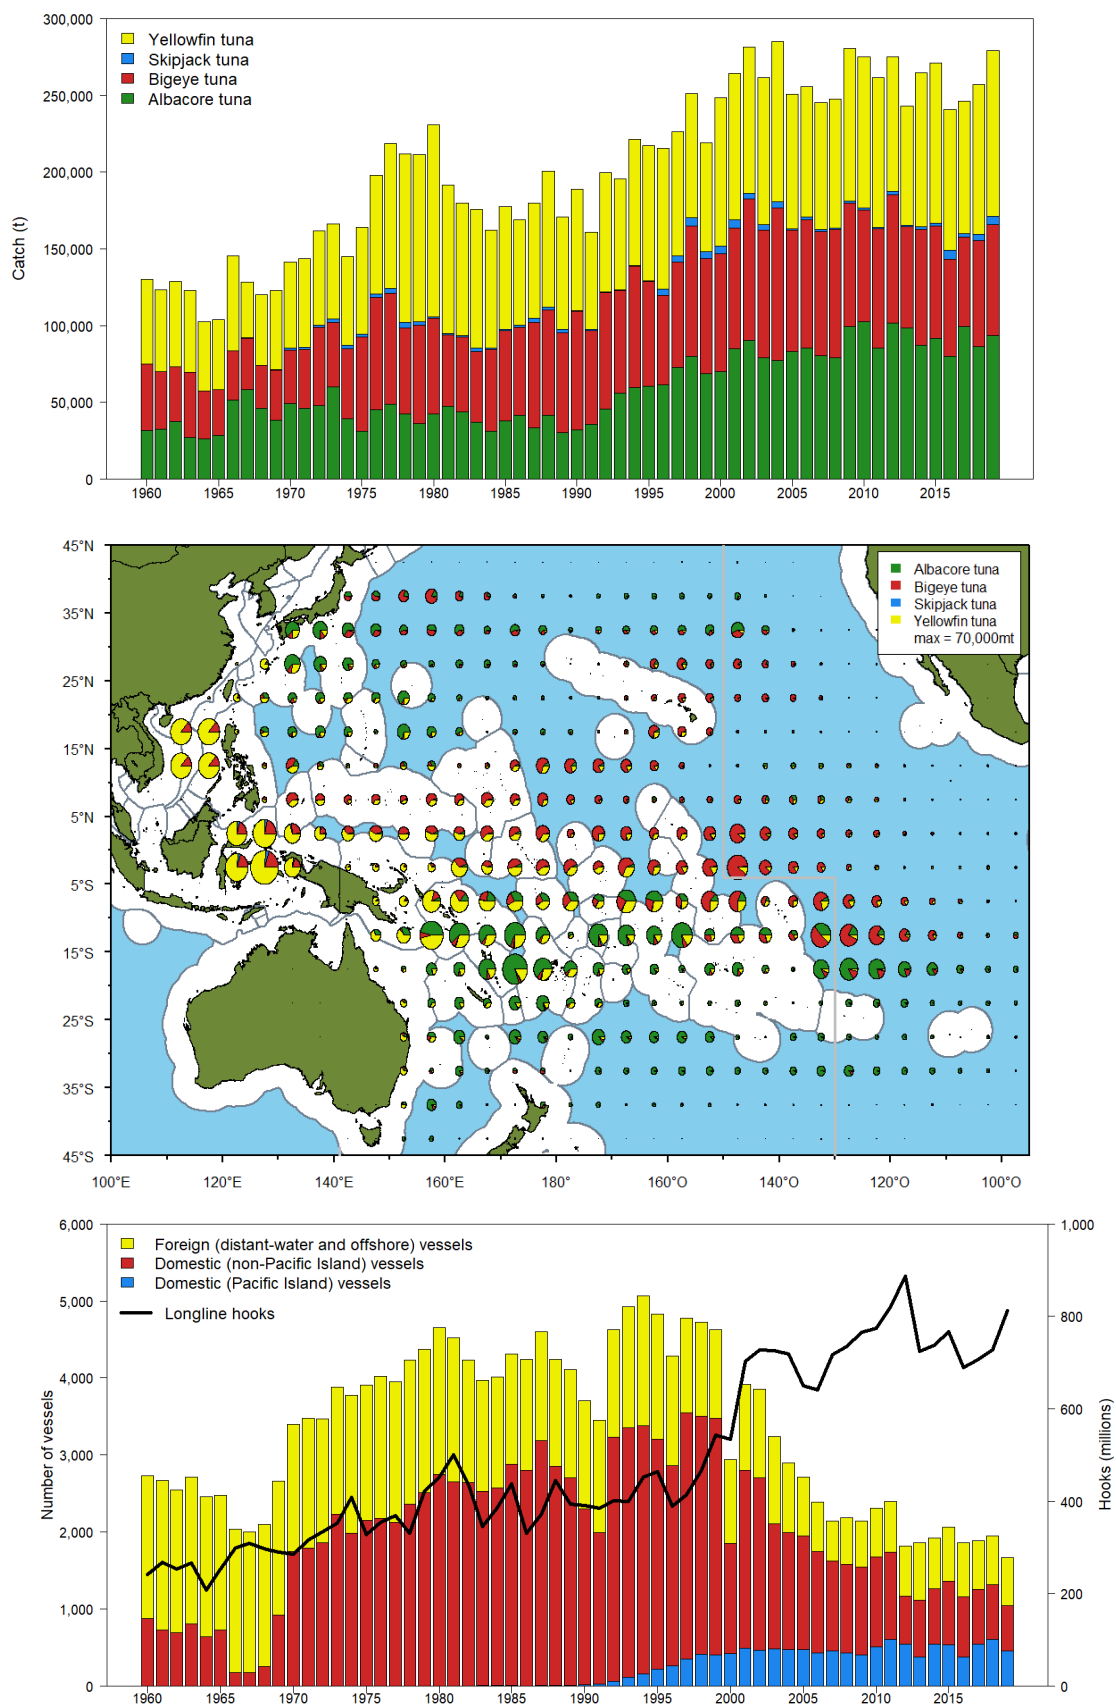 300,000
250,000
200,000
150,000
100,000
50,000
0
Catch (t)
Yellowfin tuna
Skipjack tuna
Bigeye tuna
Albacore tuna
1960 1965 1970 1975 1980 1985 1990 1995 2000 2005 2010 2015
45°N
35°N
25°N
15°N
5°N
5°S
15°S
25°S
35°S
45°S
Albacore tuna
Bigeye tuna
Skipjack tuna
Yellowfin tuna
max = 70,000mt
100°E 120°E 140°E 160°E 180° 160°O 140°O 120°O 100°O
6,000
5,000
4,000
3,000
2,000
1,000
0
Number of vessels
Foreign (distant-water and offshore) vessels
Domestic (non-Pacific Island) vessels
Domestic (Pacific Island) vessels
Longline hooks
1,000
800
600
400
200
0
Hooks (millions)
1960 1965 1970 1975 1980 1985 1990 1995 2000 2005 2010 2015